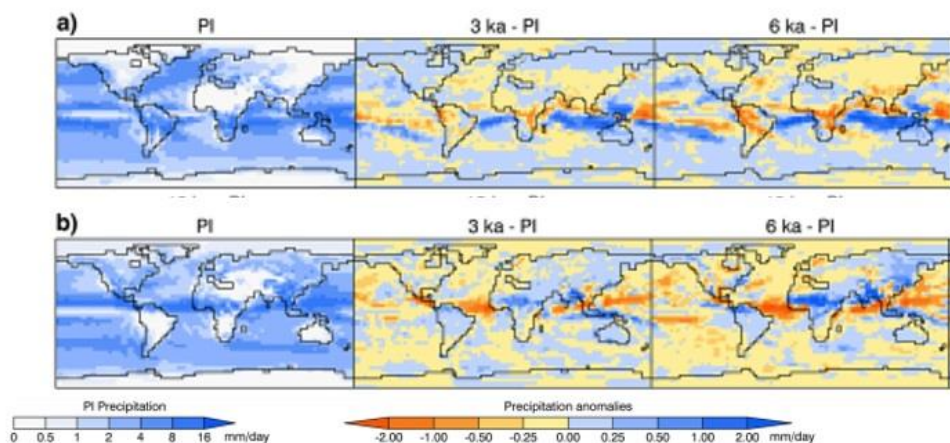 a)
PI
3 ka - PI
6 ka - PI
b)
PI
3 ka - PI
6 ka - PI
PI Precipitation
0 0.5 1 2 4 8 16 mm/day
Precipitation anomalies
-2.00 -1.00 -0.50 -0.25 0.00 0.25 0.50 1.00 2.00 mm/day